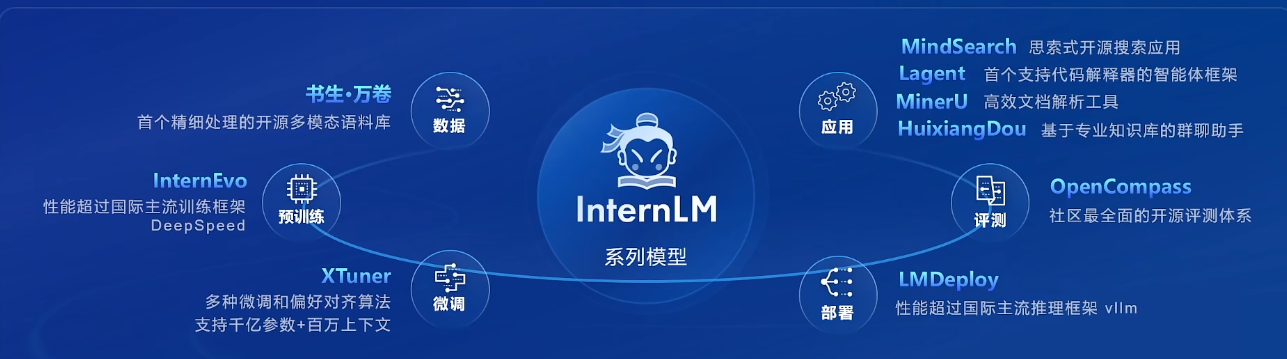 书生·万卷
首个精细处理的开源多模态语料库
数据
InternEvo
性能超过国际主流训练框架
DeepSpeed
预训练
XTuner
多种微调和偏好对齐算法
支持千亿参数+百万上下文
微调
InternLM
系列模型
应用
MindSearch 思索式开源搜索应用
Lagent 首个支持代码解释器的智能体框架
MinerU 高效文档解析工具
HuixiangDou 基于专业知识库的群聊助手
评测
OpenCompass
社区最全面的开源评测体系
部署
LMDeploy
性能超过国际主流推理框架 vllm